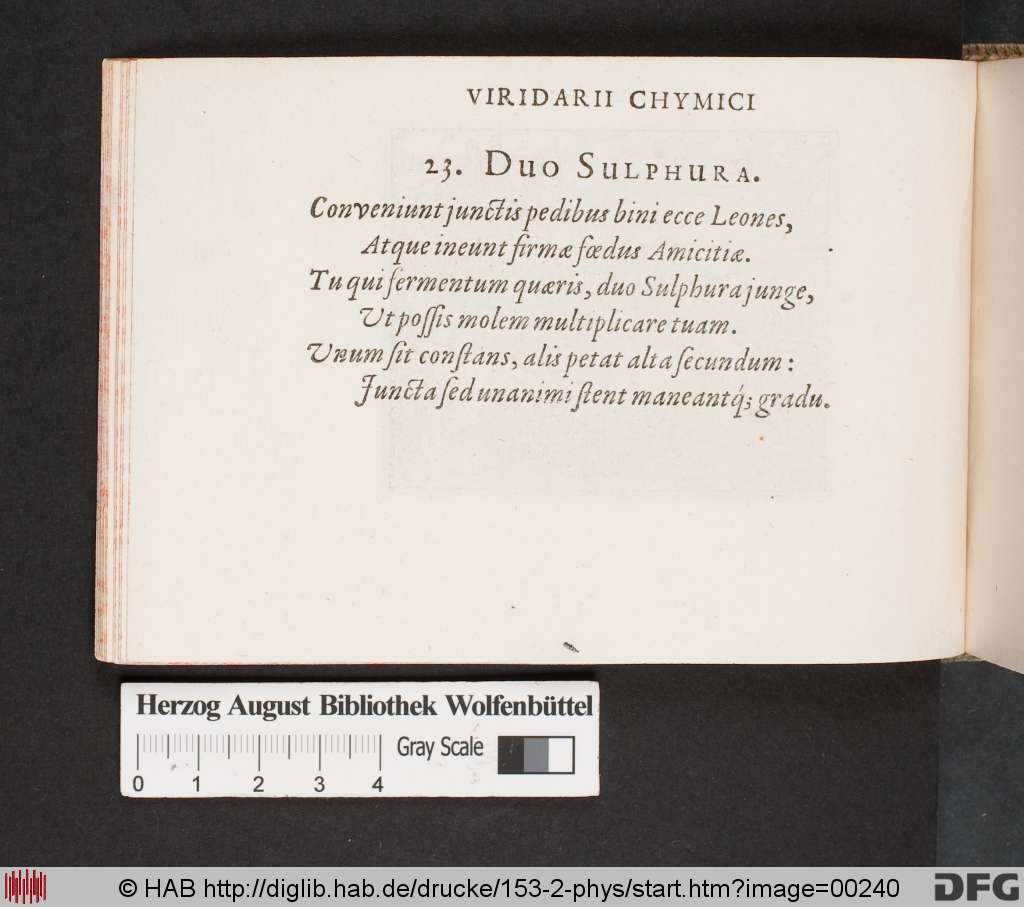 VIRIDARII CHYMICI
23. DUO SULPHURA.
Conveniunt junctis pedibus bini ecce Leones,
Atque ineunt firmæ fœdus Amicitiæ.
Tu qui fermentum quæris, duo Sulphura junge,
Ut poſſis molem multiplicare tuam.
Unum ſit conſtans, alis petat alta ſecundum:
Juncta ſed unanimi ſtent maneantq́; gradu.
Herzog August Bibliothek Wolfenbüttel
Gray Scale
0 1 2 3 4
© HAB http://diglib.hab.de/drucke/153-2-phys/start.htm?image=00240
DFG